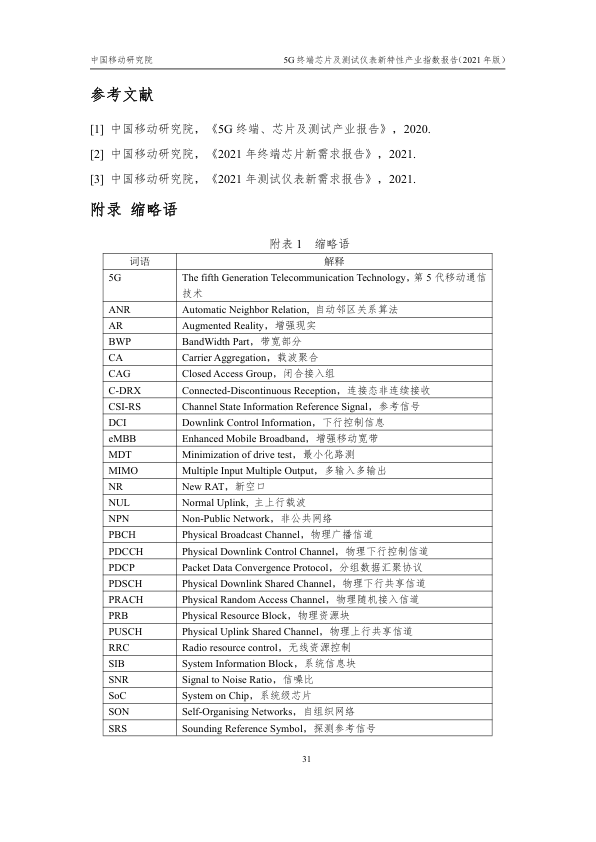 中国移动研究院 5G 终端芯片及测试仪表新特性产业指数报告（2021 年版）
参考文献
[1] 中国移动研究院，《5G 终端、芯片及测试产业报告》，2020.
[2] 中国移动研究院，《2021 年终端芯片新需求报告》，2021.
[3] 中国移动研究院，《2021 年测试仪表新需求报告》，2021.
附录 缩略语
附表 1 缩略语
词语 解释
5G The fifth Generation Telecommunication Technology，第 5 代移动通信
技术
ANR Automatic Neighbor Relation, 自动邻区关系算法
AR Augmented Reality，增强现实
BWP BandWidth Part，带宽部分
CA Carrier Aggregation，载波聚合
CAG Closed Access Group，闭合接入组
C-DRX Connected-Discontinuous Reception，连接态非连续接收
CSI-RS Channel State Information Reference Signal，参考信号
DCI Downlink Control Information，下行控制信息
eMBB Enhanced Mobile Broadband，增强移动宽带
MDT Minimization of drive test，最小化路测
MIMO Multiple Input Multiple Output，多输入多输出
NR New RAT，新空口
NUL Normal Uplink, 主上行载波
NPN Non-Public Network，非公共网络
PBCH Physical Broadcast Channel，物理广播信道
PDCCH Physical Downlink Control Channel，物理下行控制信道
PDCP Packet Data Convergence Protocol，分组数据汇聚协议
PDSCH Physical Downlink Shared Channel，物理下行共享信道
PRACH Physical Random Access Channel，物理随机接入信道
PRB Physical Resource Block，物理资源块
PUSCH Physical Uplink Shared Channel，物理上行共享信道
RRC Radio resource control，无线资源控制
SIB System Information Block，系统信息块
SNR Signal to Noise Ratio，信噪比
SoC System on Chip，系统级芯片
SON Self-Organising Networks，自组织网络
SRS Sounding Reference Symbol，探测参考信号
31